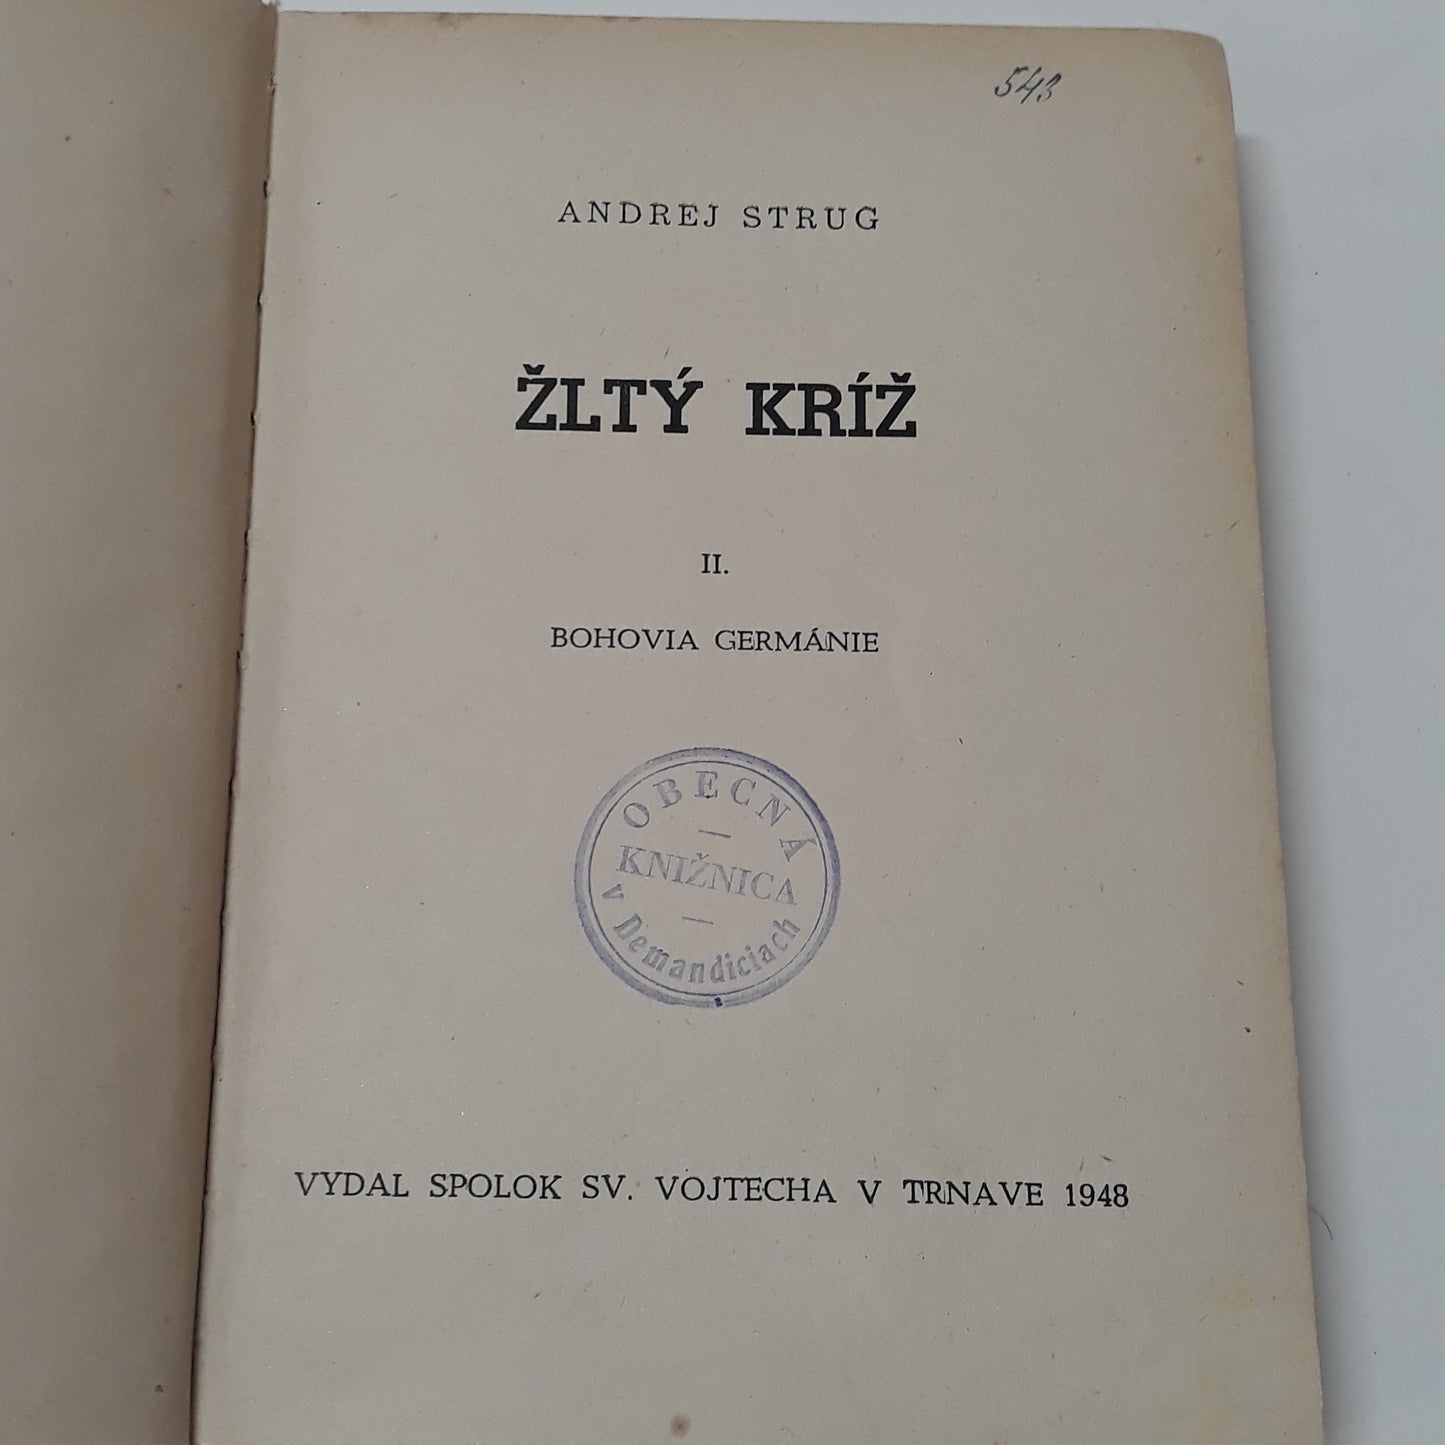 543
ANDREJ STRUG
ŽLTÝ KRÍŽ
II.
BOHOVIA GERMÁNIE
OBECNÁ
KNIŽNICA
v Demandiciach
VYDAL SPOLOK SV. VOJTECHA V TRNAVE 1948